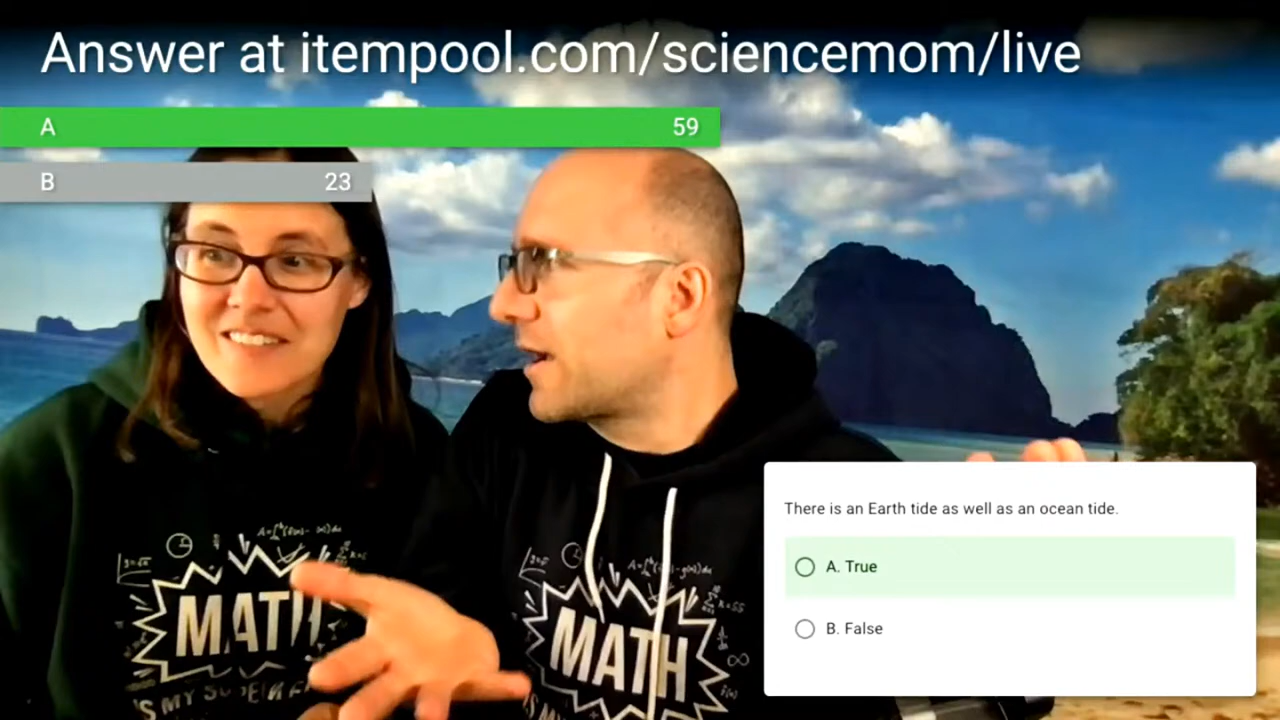 Answer at itempool.com/sciencemom/live
A 59
B 23
There is an Earth tide as well as an ocean tide.
A. True
B. False
MATH
MATH